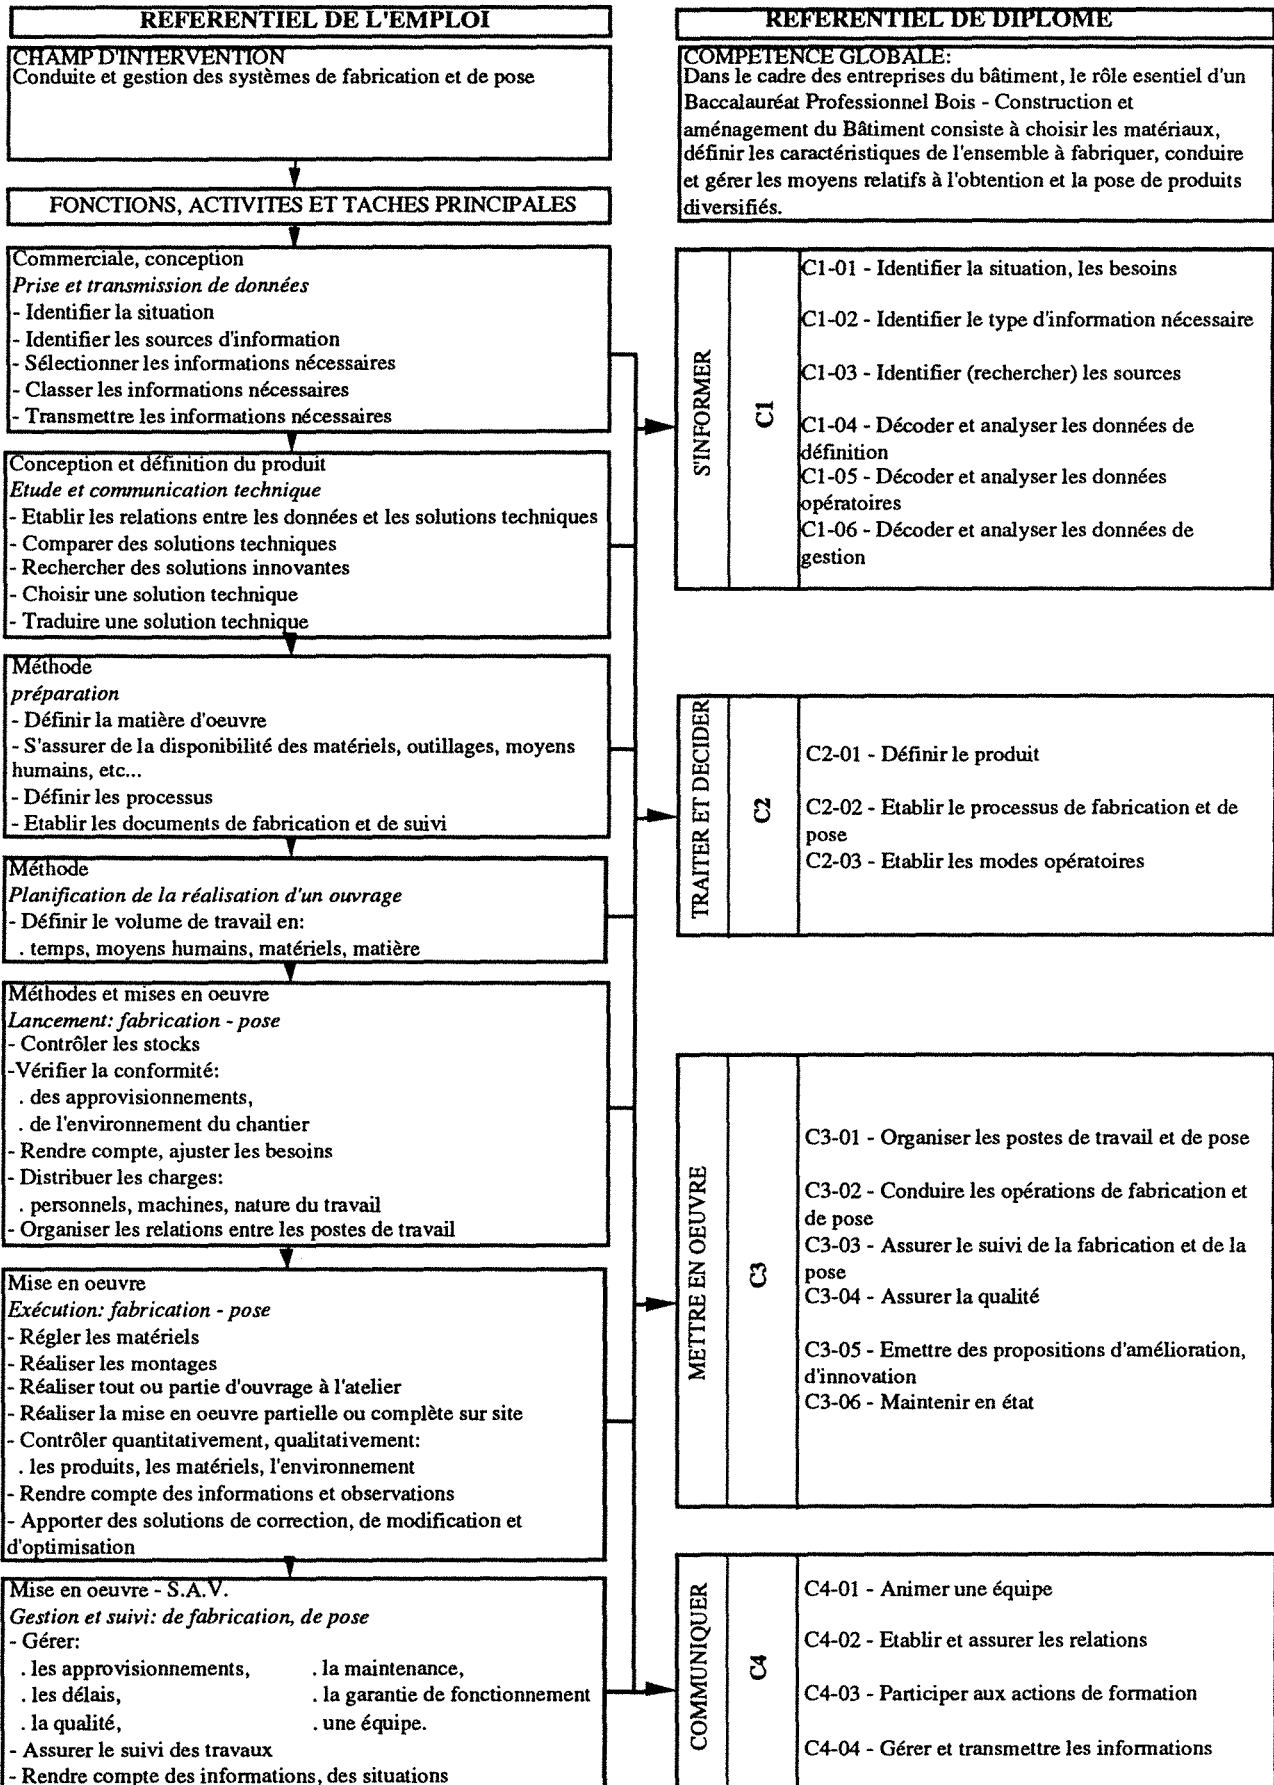 REFERENTIEL DE L'EMPLOI
CHAMP D'INTERVENTION
Conduite et gestion des systèmes de fabrication et de pose
FONCTIONS, ACTIVITES ET TACHES PRINCIPALES
Commerciale, conception
Prise et transmission de données
- Identifier la situation
- Identifier les sources d'information
- Sélectionner les informations nécessaires
- Classer les informations nécessaires
- Transmettre les informations nécessaires
Conception et définition du produit
Etude et communication technique
- Etablir les relations entre les données et les solutions techniques
- Comparer des solutions techniques
- Rechercher des solutions innovantes
- Choisir une solution technique
- Traduire une solution technique
Méthode
préparation
- Définir la matière d'oeuvre
- S'assurer de la disponibilité des matériels, outillages, moyens
humains, etc...
- Définir les processus
- Etablir les documents de fabrication et de suivi
Méthode
Planification de la réalisation d'un ouvrage
- Définir le volume de travail en:
. temps, moyens humains, matériels, matière
Méthodes et mises en oeuvre
Lancement: fabrication - pose
- Contrôler les stocks
-Vérifier la conformité:
. des approvisionnements,
. de l'environnement du chantier
- Rendre compte, ajuster les besoins
- Distribuer les charges:
. personnels, machines, nature du travail
- Organiser les relations entre les postes de travail
Mise en oeuvre
Exécution: fabrication - pose
- Régler les matériels
- Réaliser les montages
- Réaliser tout ou partie d'ouvrage à l'atelier
- Réaliser la mise en oeuvre partielle ou complète sur site
- Contrôler quantitativement, qualitativement:
. les produits, les matériels, l'environnement
- Rendre compte des informations et observations
- Apporter des solutions de correction, de modification et
d'optimisation
Mise en oeuvre - S.A.V.
Gestion et suivi: de fabrication, de pose
- Gérer:
. les approvisionnements, . la maintenance,
. les délais, . la garantie de fonctionnement
. la qualité, . une équipe.
- Assurer le suivi des travaux
- Rendre compte des informations, des situations
REFERENTIEL DE DIPLOME
COMPETENCE GLOBALE:
Dans le cadre des entreprises du bâtiment, le rôle esentiel d'un
Baccalauréat Professionnel Bois - Construction et
aménagement du Bâtiment consiste à choisir les matériaux,
définir les caractéristiques de l'ensemble à fabriquer, conduire
et gérer les moyens relatifs à l'obtention et la pose de produits
diversifiés.
S'INFORMER
C1
C1-01 - Identifier la situation, les besoins
C1-02 - Identifier le type d'information nécessaire
C1-03 - Identifier (rechercher) les sources
C1-04 - Décoder et analyser les données de
définition
C1-05 - Décoder et analyser les données
opératoires
C1-06 - Décoder et analyser les données de
gestion
TRAITER ET DECIDER
C2
C2-01 - Définir le produit
C2-02 - Etablir le processus de fabrication et de
pose
C2-03 - Etablir les modes opératoires
METTRE EN OEUVRE
C3
C3-01 - Organiser les postes de travail et de pose
C3-02 - Conduire les opérations de fabrication et
de pose
C3-03 - Assurer le suivi de la fabrication et de la
pose
C3-04 - Assurer la qualité
C3-05 - Emettre des propositions d'amélioration,
d'innovation
C3-06 - Maintenir en état
COMMUNIQUER
C4
C4-01 - Animer une équipe
C4-02 - Etablir et assurer les relations
C4-03 - Participer aux actions de formation
C4-04 - Gérer et transmettre les informations